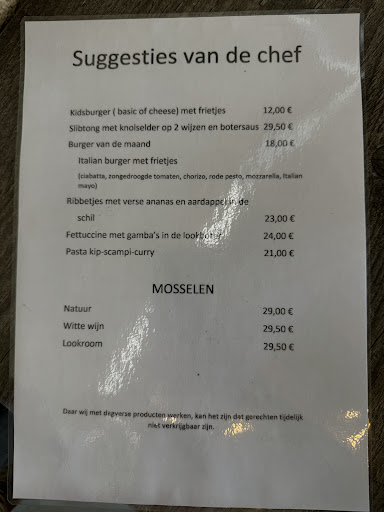 Suggesties van de chef
Kidsburger ( basic of cheese) met frietjes 12,00 €
Slibtong met knolselder op 2 wijzen en botersaus 29,50 €
Burger van de maand 18,00 €
Italian burger met frietjes
(ciabatta, zongedroogde tomaten, chorizo, rode pesto, mozzarella, Italian
mayo)
Ribbetjes met verse ananas en aardappel in de
schil 23,00 €
Fettuccine met gamba's in de 24,00 €
Pasta kip-scampi-curry 21,00 €
MOSSELEN
Natuur 29,00 €
Witte wijn 29,50 €
Lookroom 29,50 €
Daar wij met dagverse producten werken, kan het zijn dat gerechten tijdelijk
niet verkrijgbaar zijn.